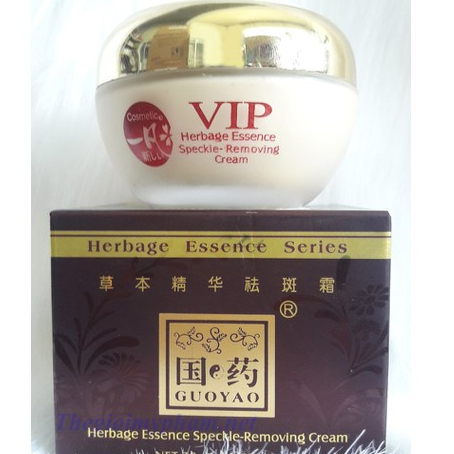 Cosmetics
VIP
Herbage Essence
Speckle-Removing
Cream
Herbage Essence Series
草本精华祛斑霜
®
国药
GUOYAO
Herbage Essence Speckle-Removing Cream